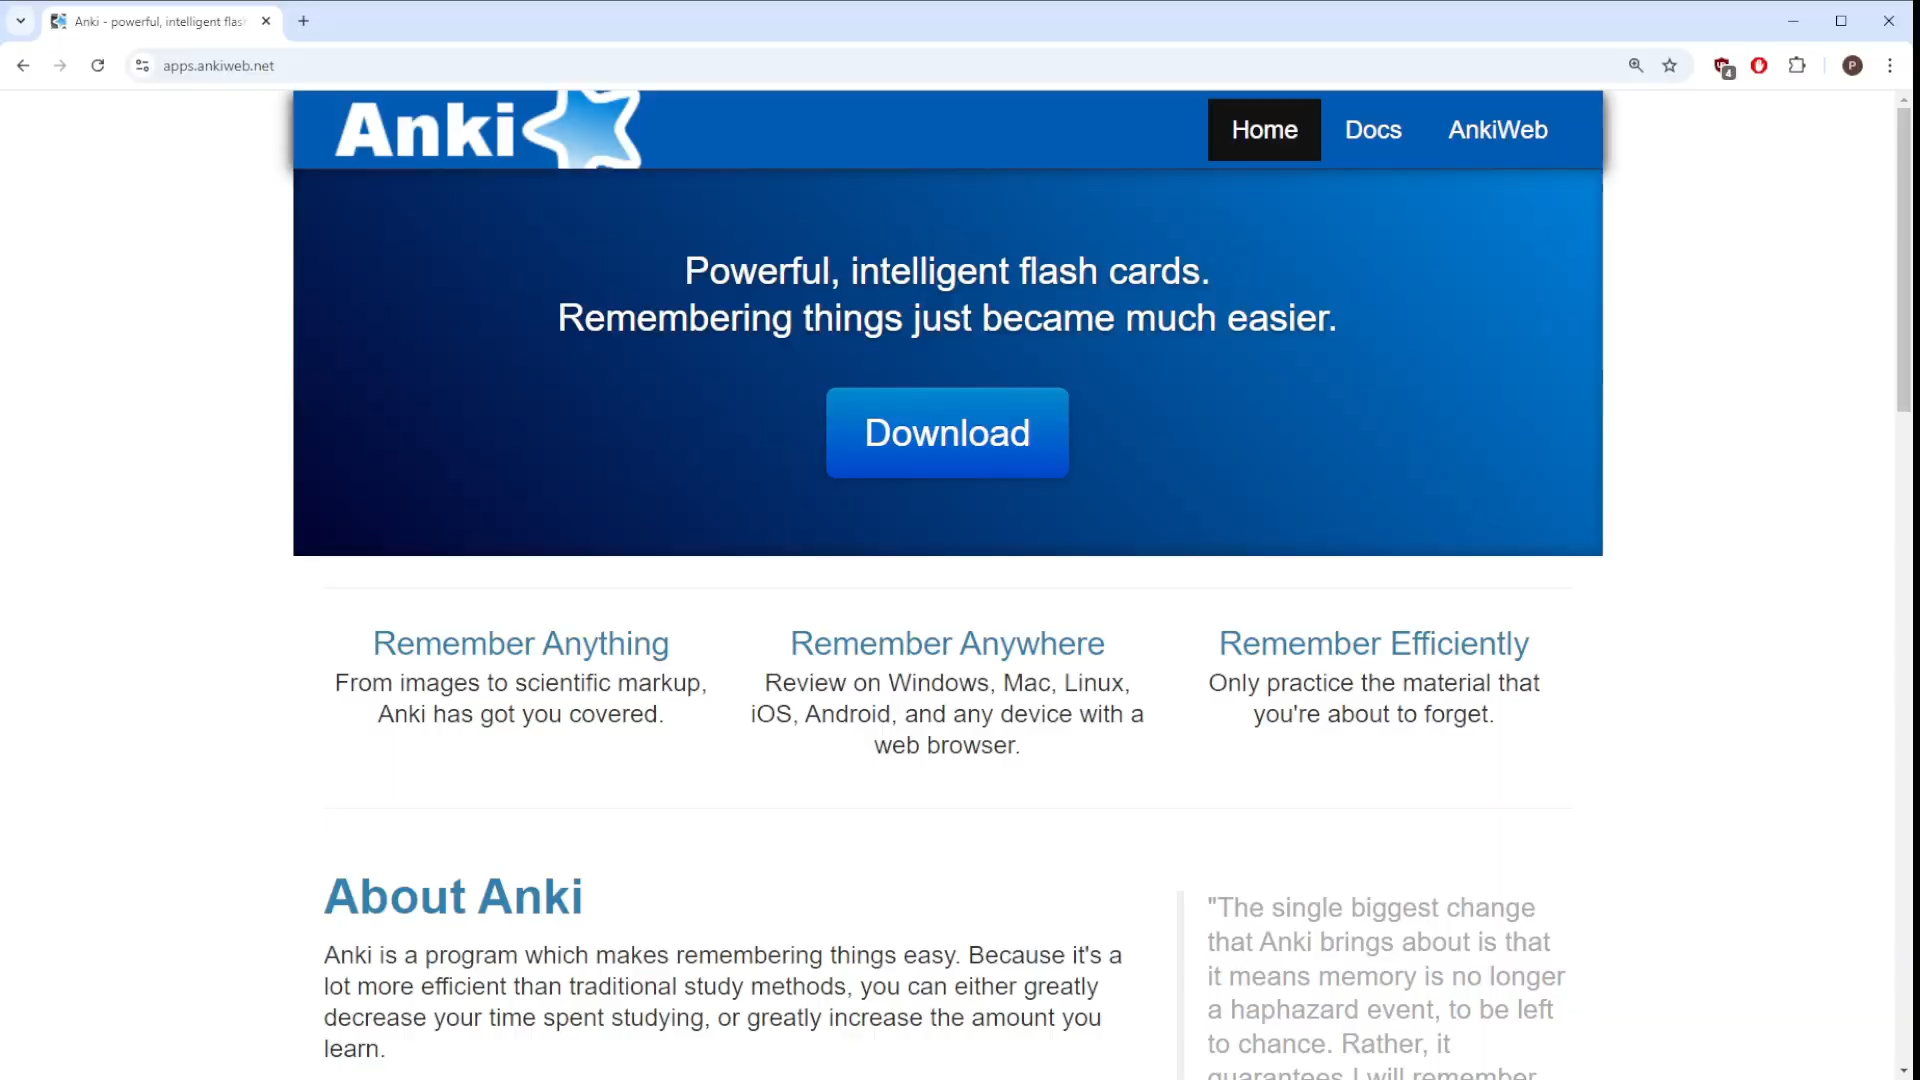 Anki - powerful, intelligent flas
apps.ankiweb.net
4
P
Anki
Home
Docs
AnkiWeb
Powerful, intelligent flash cards.
Remembering things just became much easier.
Download
Remember Anything
From images to scientific markup,
Anki has got you covered.
Remember Anywhere
Review on Windows, Mac, Linux,
iOS, Android, and any device with a
web browser.
Remember Efficiently
Only practice the material that
you're about to forget.
About Anki
Anki is a program which makes remembering things easy. Because it's a
lot more efficient than traditional study methods, you can either greatly
decrease your time spent studying, or greatly increase the amount you
learn.
"The single biggest change
that Anki brings about is that
it means memory is no longer
a haphazard event, to be left
to chance. Rather, it
guarantees I will remember